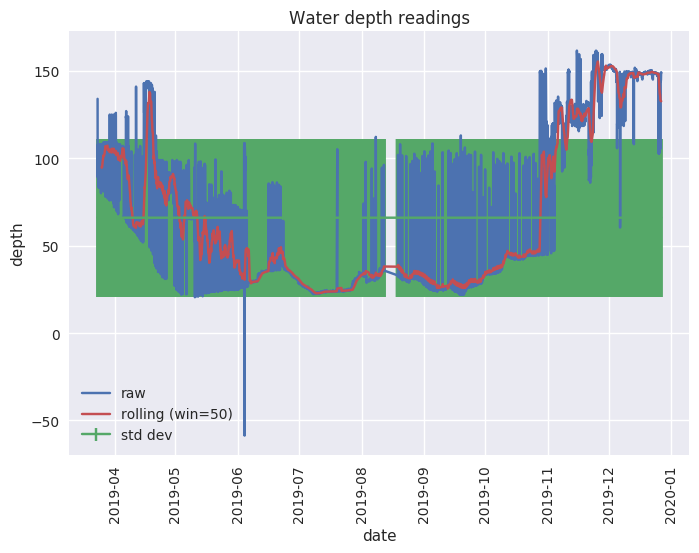 Water depth readings
150
100
50
0
−50
depth
raw
rolling (win=50)
std dev
2019-04
2019-05
2019-06
2019-07
2019-08
2019-09
2019-10
2019-11
2019-12
2020-01
date